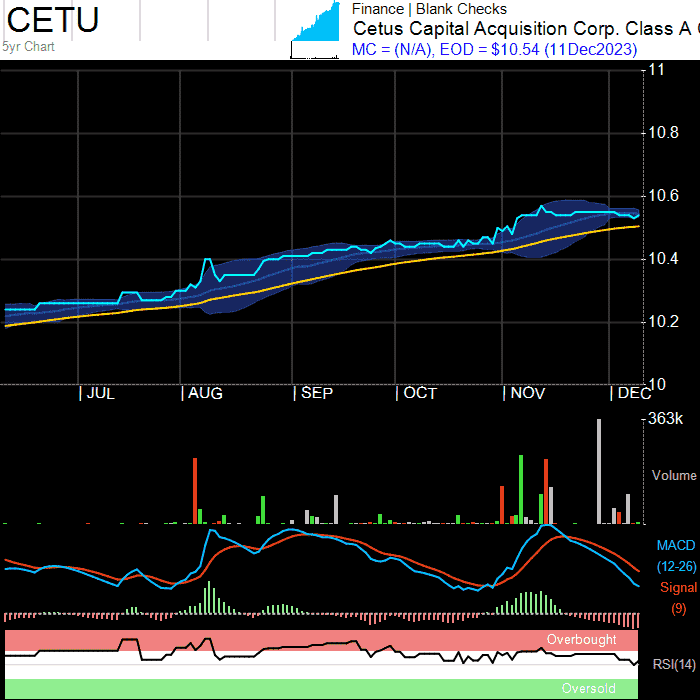 CETU
5yr Chart
Finance | Blank Checks
Cetus Capital Acquisition Corp. Class A
MC = (N/A), EOD = $10.54 (11Dec2023)
11
10.8
10.6
10.4
10.2
10
| JUL | AUG | SEP | OCT | NOV | DEC
363k
Volume
MACD
(12-26)
Signal
(9)
Overbought
RSI(14)
Oversold